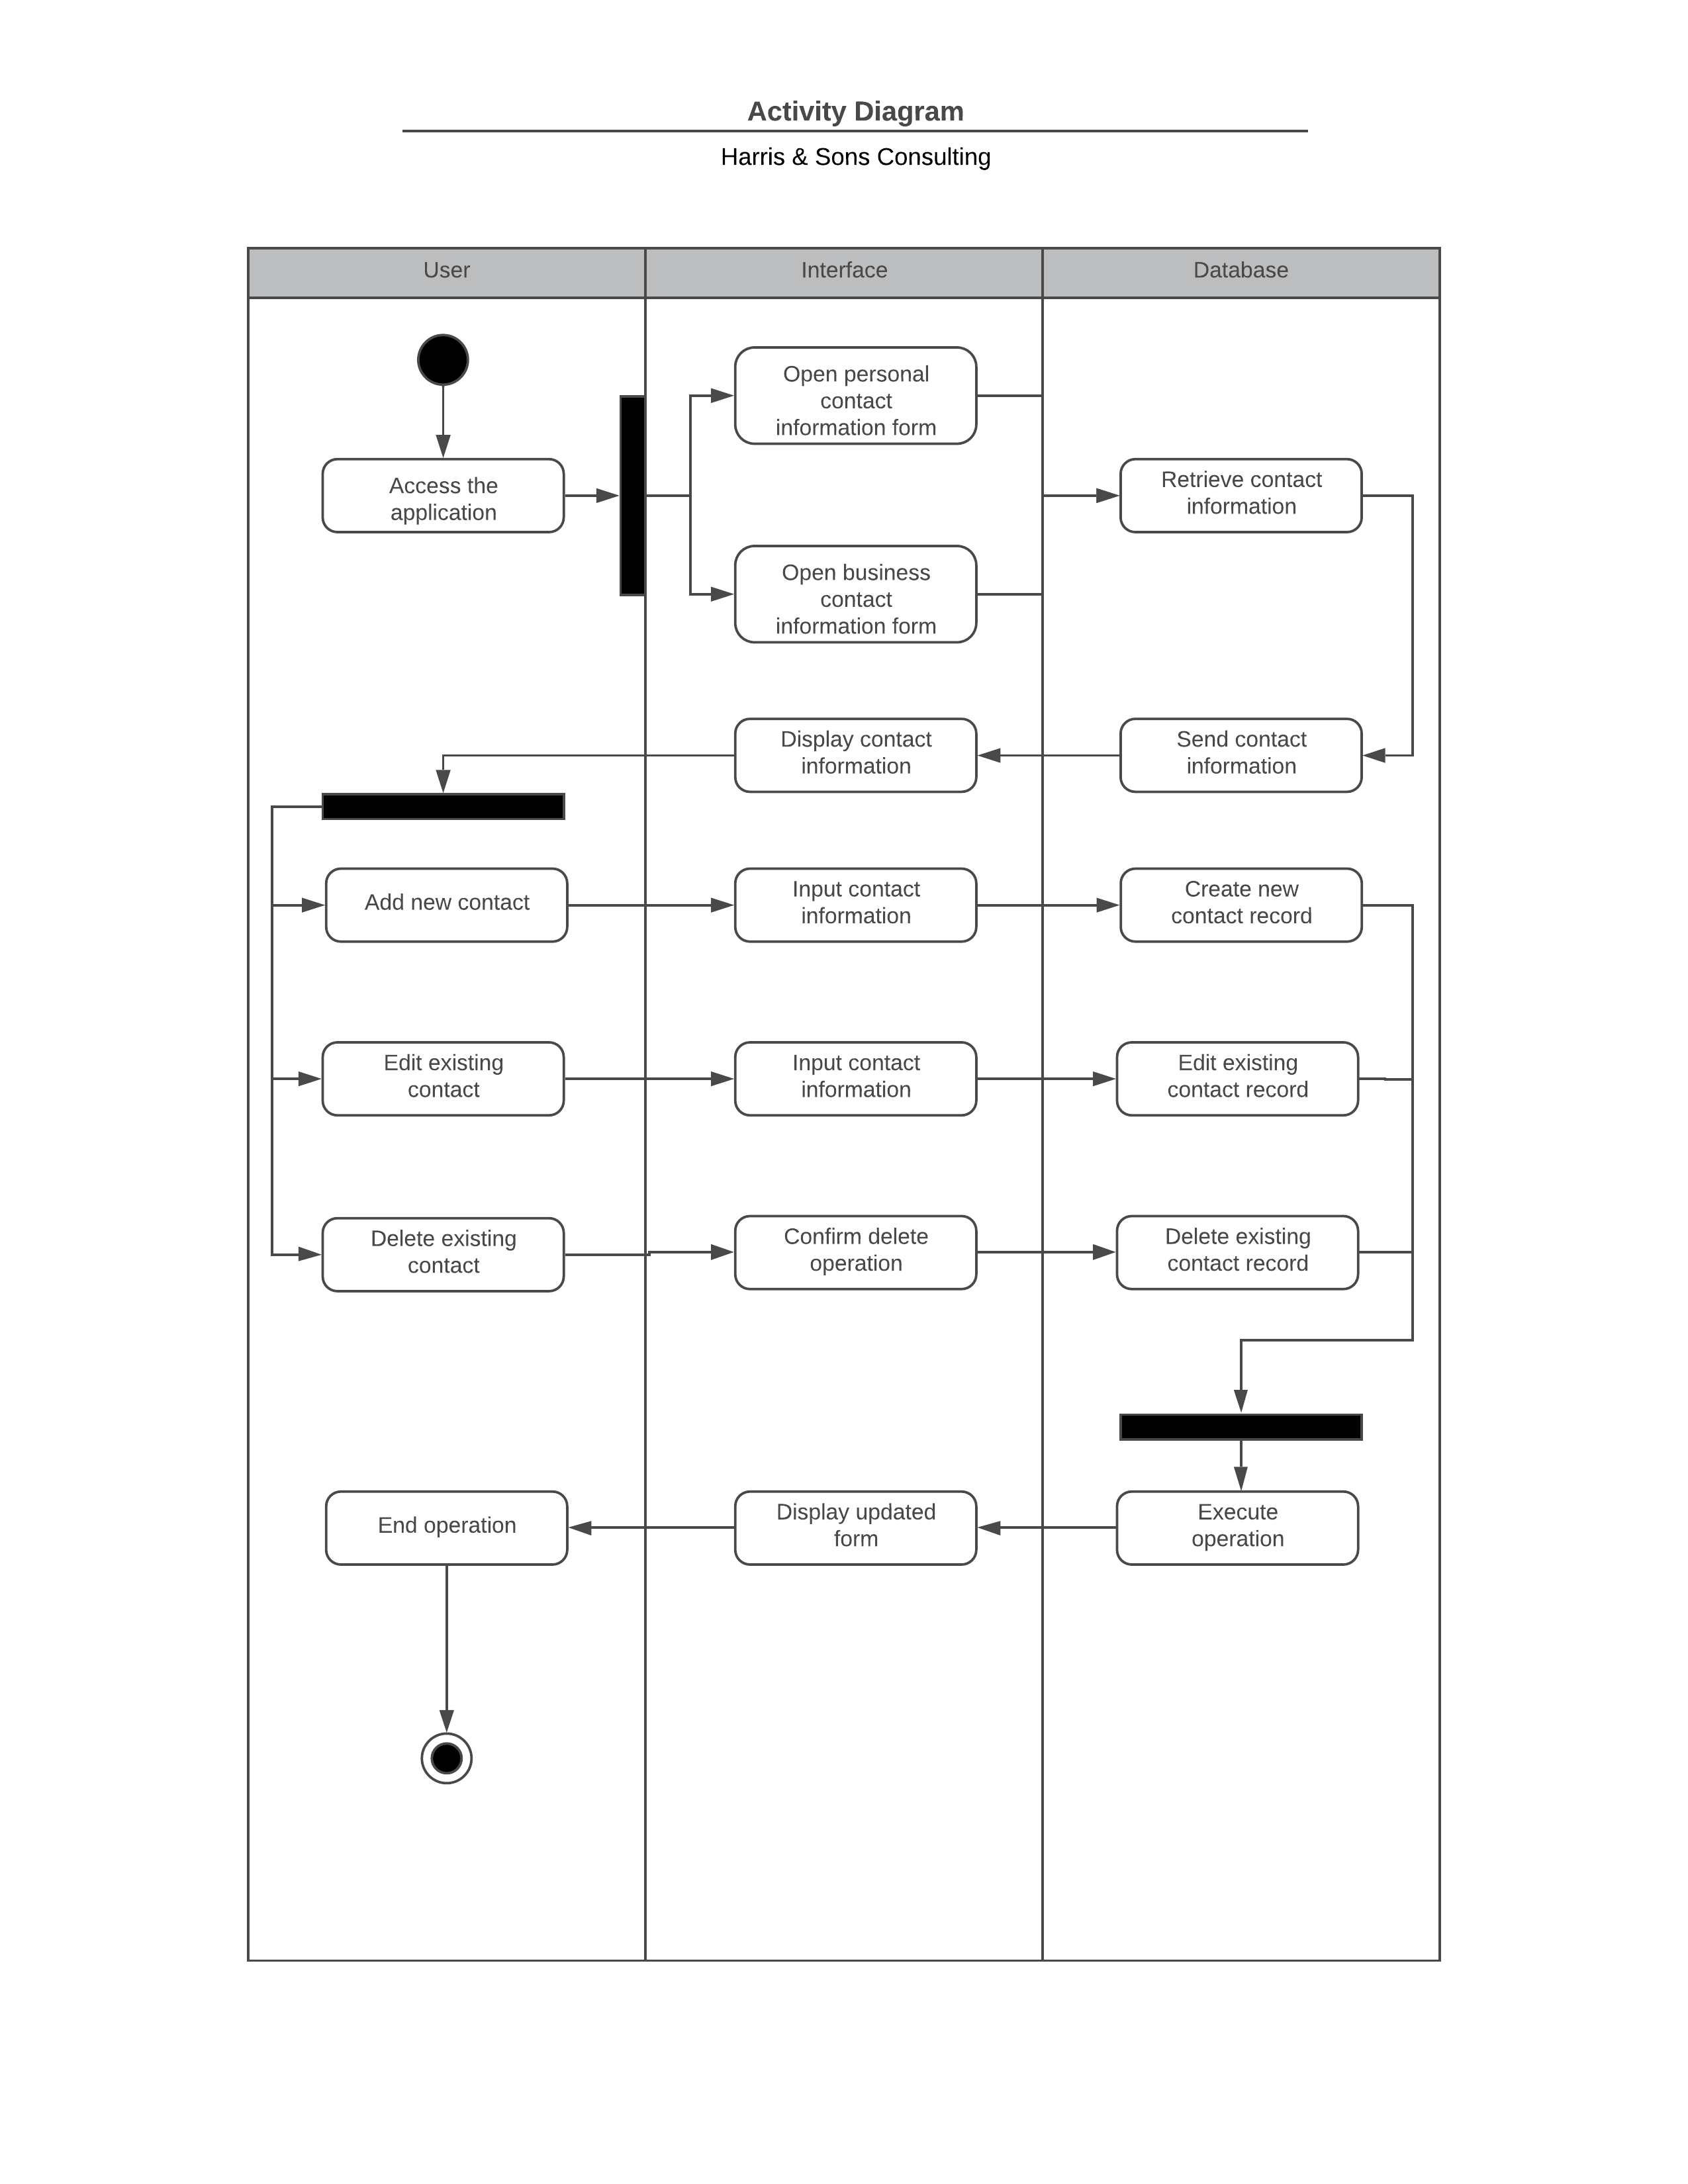 Activity Diagram
Harris & Sons Consulting
User
Interface
Database
Open personal
contact
information form
Access the
application
Retrieve contact
information
Open business
contact
information form
Display contact
information
Send contact
information
Add new contact
Input contact
information
Create new
contact record
Edit existing
contact
Input contact
information
Edit existing
contact record
Delete existing
contact
Confirm delete
operation
Delete existing
contact record
End operation
Display updated
form
Execute
operation